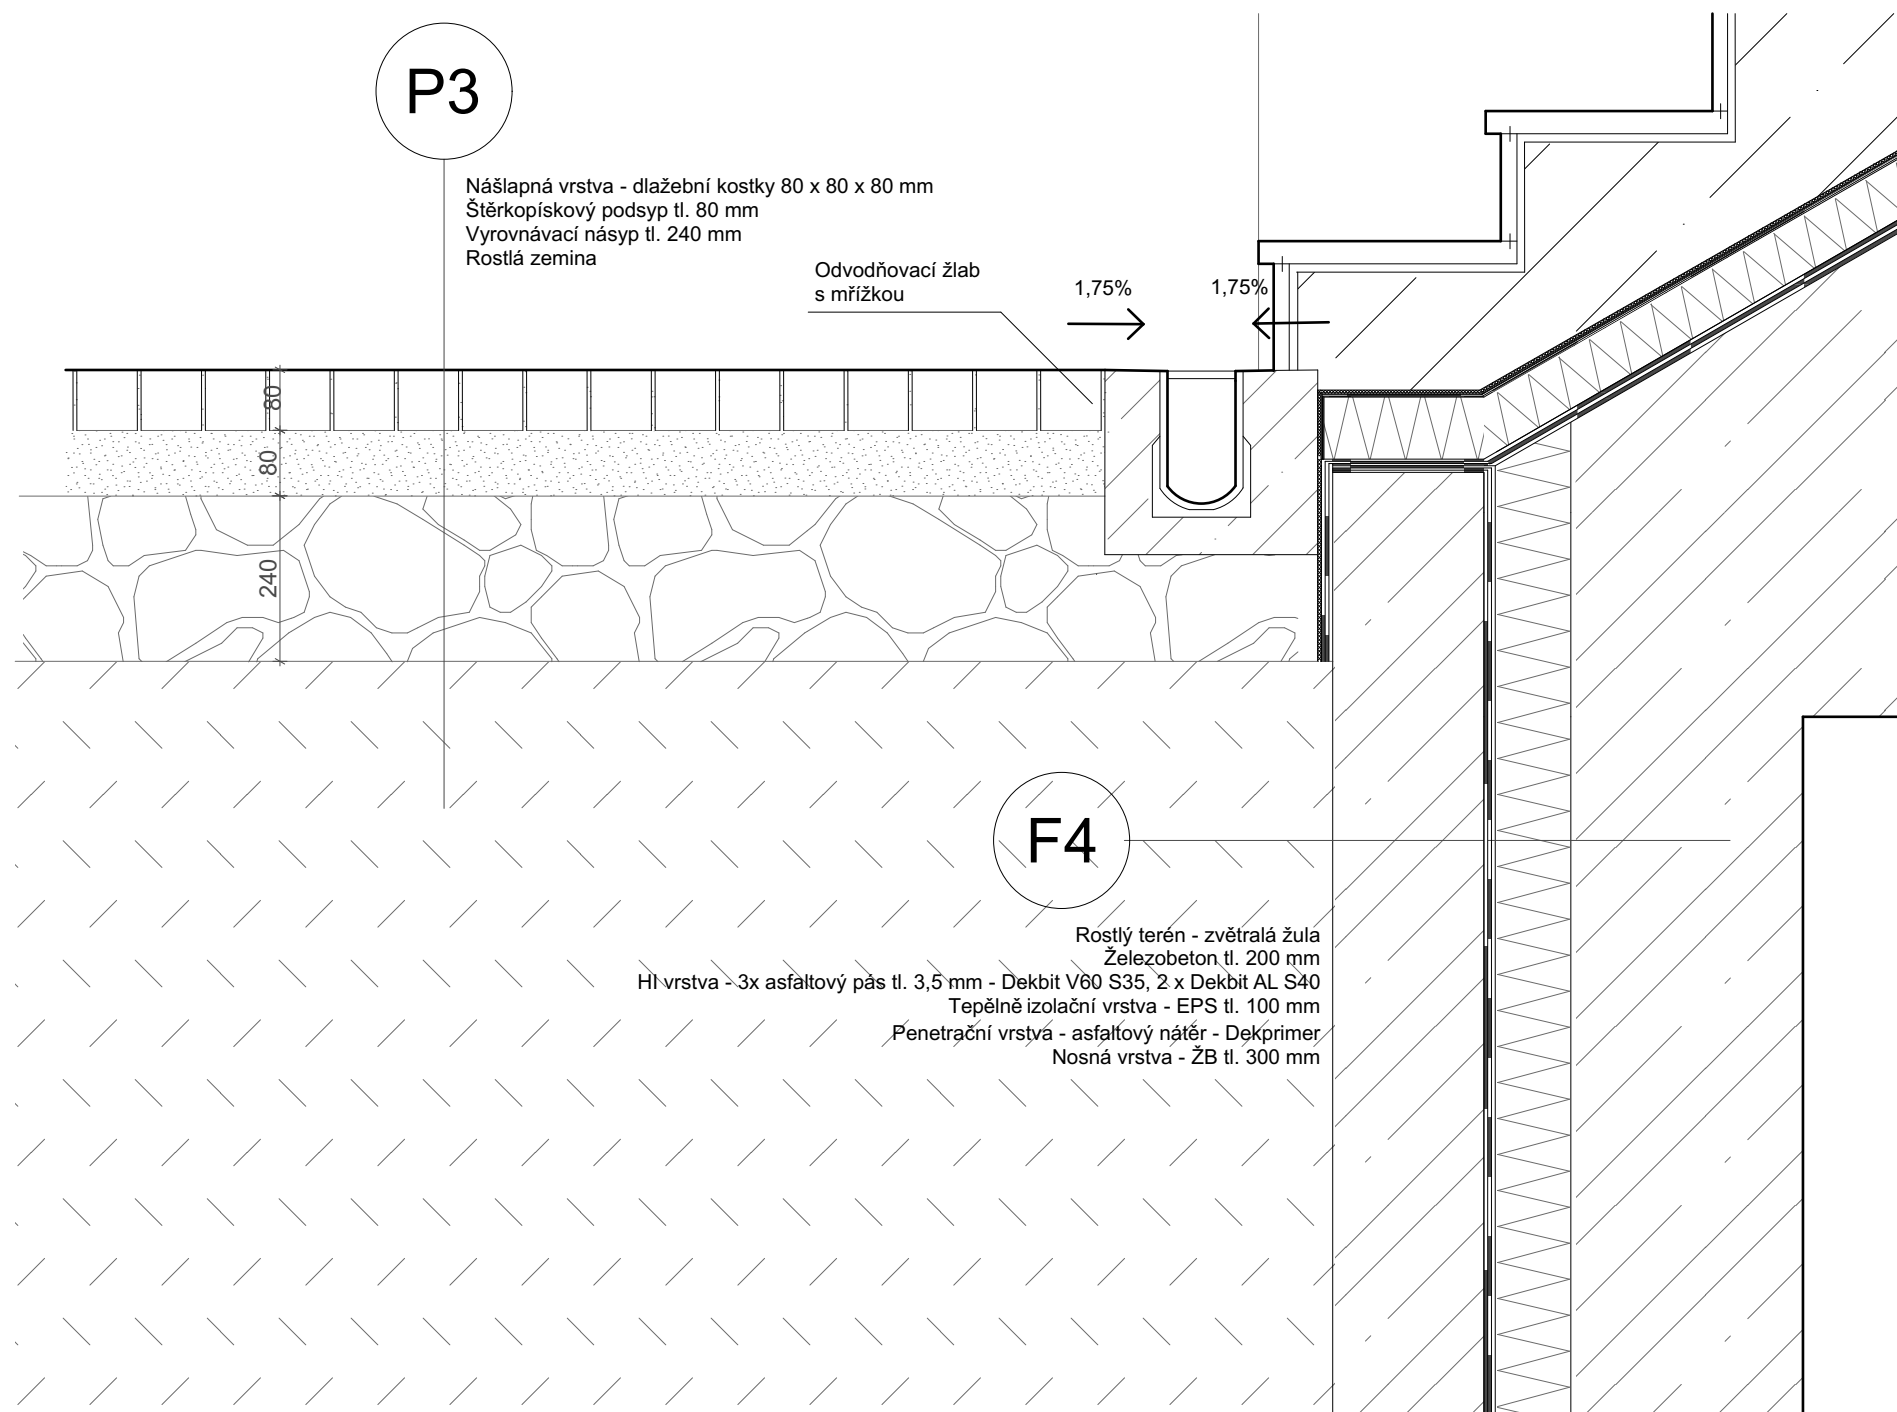 P3
Nášlapná vrstva - dlažební kostky 80 x 80 x 80 mm
Štěrkopískový podsyp tl. 80 mm
Vyrovnávací násyp tl. 240 mm
Rostlá zemina
Odvodňovací žlab
s mřížkou
1,75%
1,75%
80
80
240
F4
Rostlý terén - zvětralá žula
Železobeton tl. 200 mm
HI vrstva - 3x asfaltový pás tl. 3,5 mm - Dekbit V60 S35, 2 x Dekbit AL S40
Tepělně izolační vrstva - EPS tl. 100 mm
Penetrační vrstva - asfaltový nátěr - Dekprimer
Nosná vrstva - ŽB tl. 300 mm